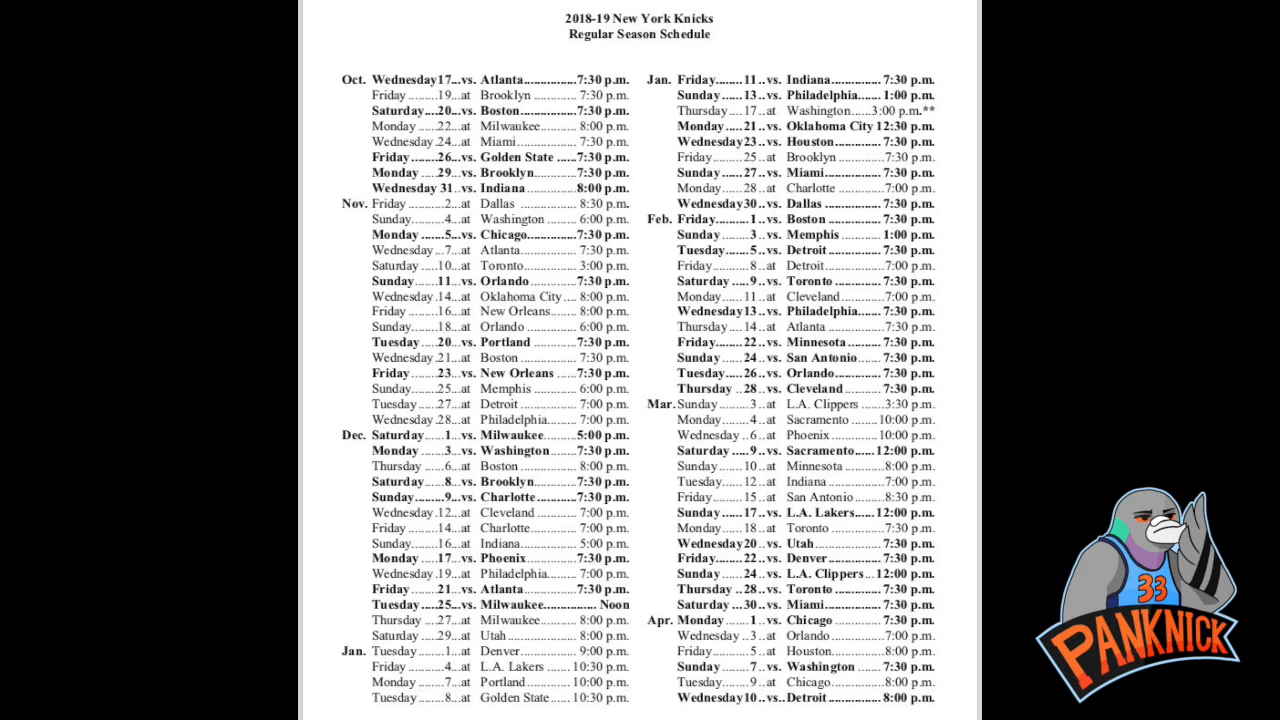 2018-19 New York Knicks
Regular Season Schedule
Oct. Wednesday17...vs. Atlanta................7:30 p.m.
Friday .........19...at Brooklyn ............ 7:30 p.m.
Saturday....20...vs. Boston..................7:30 p.m.
Monday ......22...at Milwaukee........... 8:00 p.m.
Wednesday .24...at Miami.................. 7:30 p.m.
Friday ........26...vs. Golden State ......7:30 p.m.
Monday .....29...vs. Brooklyn.............7:30 p.m.
Wednesday 31...vs. Indiana ...............8:00 p.m.
Nov. Friday ...........2...at Dallas ................ 8:30 p.m.
Sunday..........4...at Washington ......... 6:00 p.m.
Monday .......5...vs. Chicago...............7:30 p.m.
Wednesday ...7...at Atlanta................. 7:30 p.m.
Saturday .....10...at Toronto ............... 3:00 p.m.
Sunday.......11...vs. Orlando ..............7:30 p.m.
Wednesday .14...at Oklahoma City .... 8:00 p.m.
Friday .........16...at New Orleans........ 8:00 p.m.
Sunday........18...at Orlando ............... 6:00 p.m.
Tuesday .....20...vs. Portland .............7:30 p.m.
Wednesday .21...at Boston ................. 7:30 p.m.
Friday ........23...vs. New Orleans .......7:30 p.m.
Sunday........25...at Memphis ............. 6:00 p.m.
Tuesday ......27...at Detroit ................ 7:00 p.m.
Wednesday .28...at Philadelphia......... 7:00 p.m.
Dec. Saturday ......1...vs. Milwaukee..........5:00 p.m.
Monday .......3...vs. Washington .........7:30 p.m.
Thursday .......6...at Boston ................. 8:00 p.m.
Saturday......8...vs. Brooklyn.............7:30 p.m.
Sunday.........9...vs. Charlotte ............7:30 p.m.
Wednesday .12...at Cleveland ........... 7:00 p.m.
Friday .........14...at Charlotte ............. 7:00 p.m.
Sunday........16...at Indiana................. 5:00 p.m.
Monday .....17...vs. Phoenix...............7:30 p.m.
Wednesday .19...at Philadelphia......... 7:00 p.m.
Friday ........21...vs. Atlanta................7:30 p.m.
Tuesday .....25...vs. Milwaukee................ Noon
Thursday .....27...at Milwaukee........... 8:00 p.m.
Saturday .....29...at Utah .................... 8:00 p.m.
Jan. Tuesday ........1...at Denver................. 9:00 p.m.
Friday ...........4...at L.A. Lakers ....... 10:30 p.m.
Monday ........7...at Portland ............ 10:00 p.m.
Tuesday ........8...at Golden State ...... 10:30 p.m.
Jan. Friday........11 ..vs. Indiana................ 7:30 p.m.
Sunday ...... 13 ..vs. Philadelphia....... 1:00 p.m.
Thursday .... 17 ..at Washington......3:00 p.m.**
Monday ..... 21 ..vs. Oklahoma City 12:30 p.m.
Wednesday23 ..vs. Houston............... 7:30 p.m.
Friday......... 25 ..at Brooklyn ............7:30 p.m.
Sunday ...... 27 ..vs. Miami.................. 7:30 p.m.
Monday ...... 28 ..at Charlotte ............7:00 p.m.
Wednesday30 ..vs. Dallas ................. 7:30 p.m.
Feb. Friday..........1 ..vs. Boston ................ 7:30 p.m.
Sunday ........ 3 ..vs. Memphis ............. 1:00 p.m.
Tuesday....... 5 ..vs. Detroit ................ 7:30 p.m.
Friday........... 8 ..at Detroit................7:00 p.m.
Saturday ..... 9 ..vs. Toronto ............... 7:30 p.m.
Monday ...... 11 ..at Cleveland ...........7:00 p.m.
Wednesday13 ..vs. Philadelphia....... 7:30 p.m.
Thursday .... 14 ..at Atlanta ...............7:30 p.m.
Friday........22 ..vs. Minnesota........... 7:30 p.m.
Sunday ...... 24 ..vs. San Antonio....... 7:30 p.m.
Tuesday......26 ..vs. Orlando............... 7:30 p.m.
Thursday ..28 ..vs. Cleveland ............ 7:30 p.m.
Mar. Sunday ........ 3 ..at L.A. Clippers .......3:30 p.m.
Monday ........ 4 ..at Sacramento .......10:00 p.m.
Wednesday .. 6 ..at Phoenix .............10:00 p.m.
Saturday ..... 9 ..vs. Sacramento...... 12:00 p.m.
Sunday ....... 10 ..at Minnesota ...........8:00 p.m.
Tuesday...... 12 ..at Indiana ................7:00 p.m.
Friday......... 15 ..at San Antonio ........8:30 p.m.
Sunday ...... 17 ..vs. L.A. Lakers...... 12:00 p.m.
Monday ...... 18 ..at Toronto ...............7:30 p.m.
Wednesday20 ..vs. Utah.................... 7:30 p.m.
Friday........22 ..vs. Denver................ 7:30 p.m.
Sunday ...... 24 ..vs. L.A. Clippers... 12:00 p.m.
Thursday ..28 ..vs. Toronto ............... 7:30 p.m.
Saturday ... 30 ..vs. Miami.................. 7:30 p.m.
Apr. Monday ....... 1 ..vs. Chicago .............. 7:30 p.m.
Wednesday .. 3 ..at Orlando...............7:00 p.m.
Friday........... 5 ..at Houston..............8:00 p.m.
Sunday ........ 7 ..vs. Washington ....... 7:30 p.m.
Tuesday........ 9 ..at Chicago...............8:00 p.m.
Wednesday10 ..vs... Detroit ................ 8:00 p.m.
33
PANKNICK